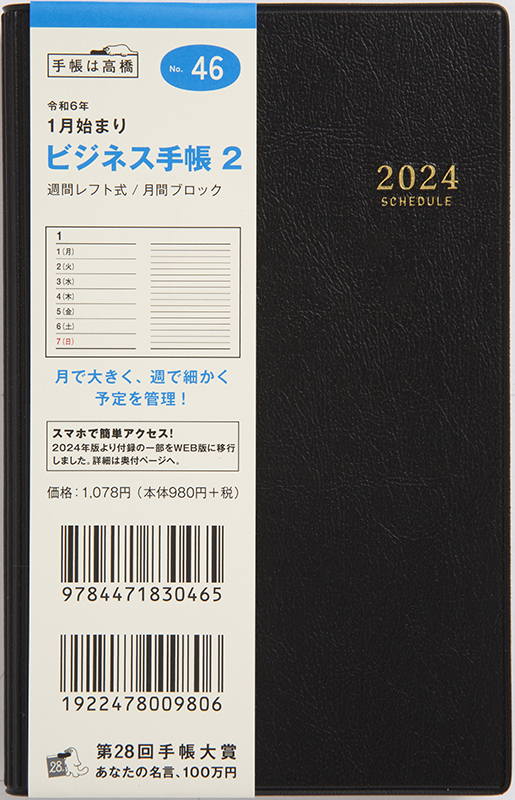 手帳は高橋
No. 46
令和6年
1月始まり
ビジネス手帳 2
週間レフト式 / 月間ブロック
2024
SCHEDULE
1
1 (月)
2 (火)
3 (水)
4 (木)
5 (金)
6 (土)
7 (日)
月で大きく、週で細かく
予定を管理！
スマホで簡単アクセス！
2024年版より付録の一部をWEB版に移行
しました。詳細は奥付ページへ。
価格：1,078円（本体980円＋税）
9784471830465
1922478009806
28
第28回手帳大賞
あなたの名言、100万円